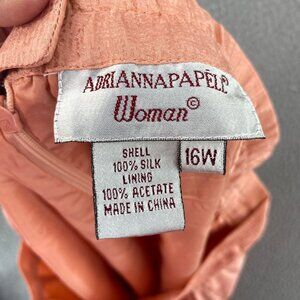 ADRIANNAPAPELL
Woman©
SHELL
100% SILK
LINING
100% ACETATE
MADE IN CHINA
16W